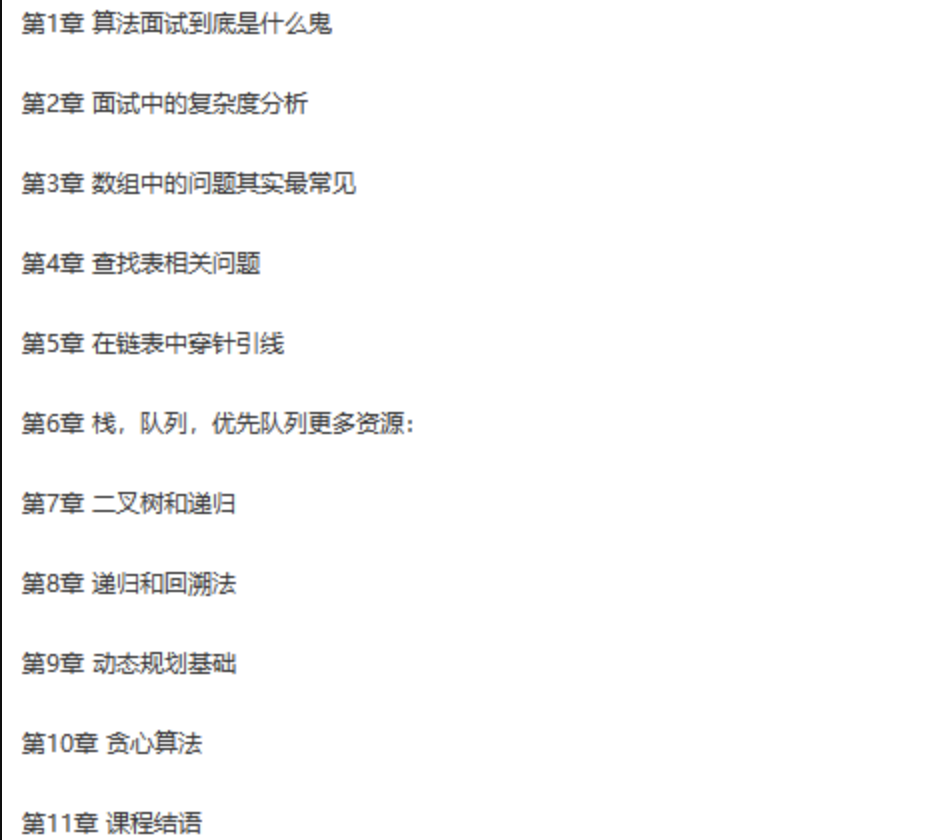 第1章 算法面试到底是什么鬼
第2章 面试中的复杂度分析
第3章 数组中的问题其实最常见
第4章 查找表相关问题
第5章 在链表中穿针引线
第6章 栈，队列，优先队列更多资源：
第7章 二叉树和递归
第8章 递归和回溯法
第9章 动态规划基础
第10章 贪心算法
第11章 课程结语